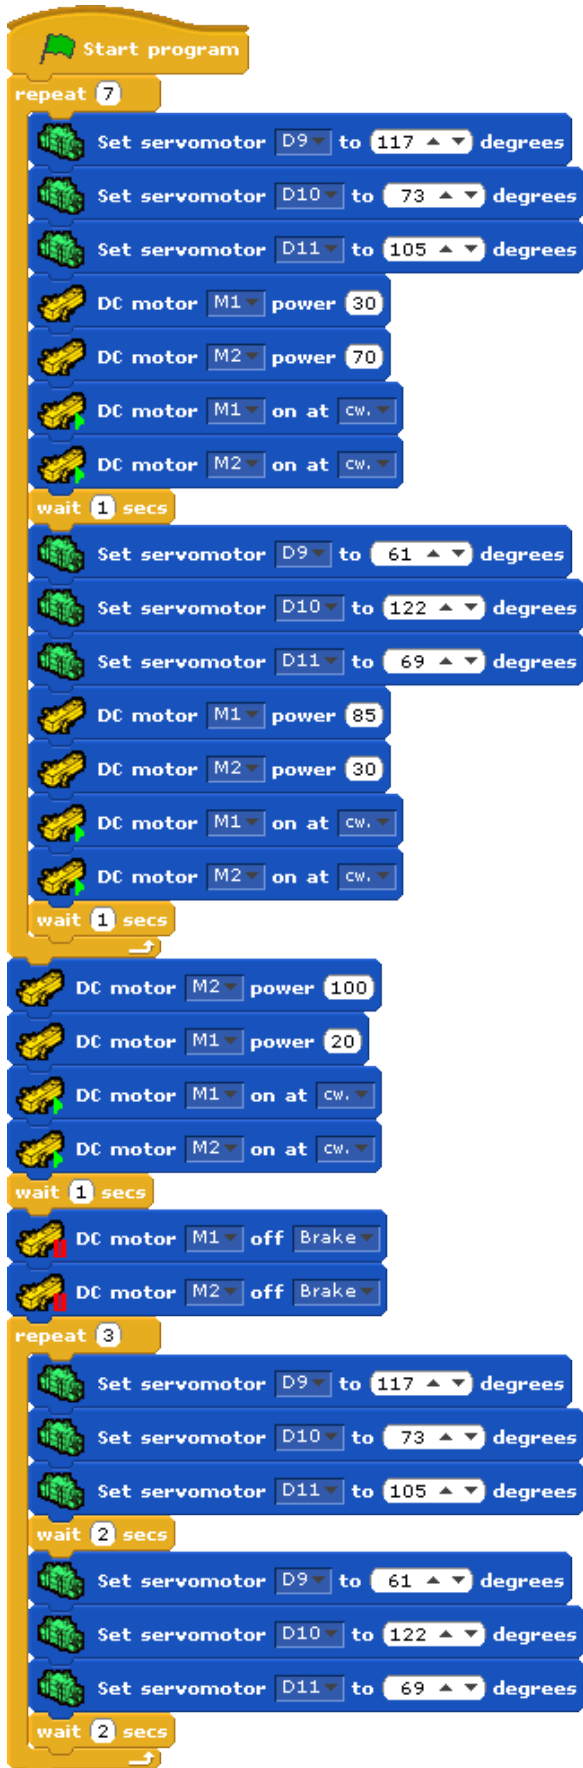 Start program
repeat 7
Set servomotor D9 to 117 degrees
Set servomotor D10 to 73 degrees
Set servomotor D11 to 105 degrees
DC motor M1 power 30
DC motor M2 power 70
DC motor M1 on at cw.
DC motor M2 on at cw.
wait 1 secs
Set servomotor D9 to 61 degrees
Set servomotor D10 to 122 degrees
Set servomotor D11 to 69 degrees
DC motor M1 power 85
DC motor M2 power 30
DC motor M1 on at cw.
DC motor M2 on at cw.
wait 1 secs
DC motor M2 power 100
DC motor M1 power 20
DC motor M1 on at cw.
DC motor M2 on at cw.
wait 1 secs
DC motor M1 off Brake
DC motor M2 off Brake
repeat 3
Set servomotor D9 to 117 degrees
Set servomotor D10 to 73 degrees
Set servomotor D11 to 105 degrees
wait 2 secs
Set servomotor D9 to 61 degrees
Set servomotor D10 to 122 degrees
Set servomotor D11 to 69 degrees
wait 2 secs